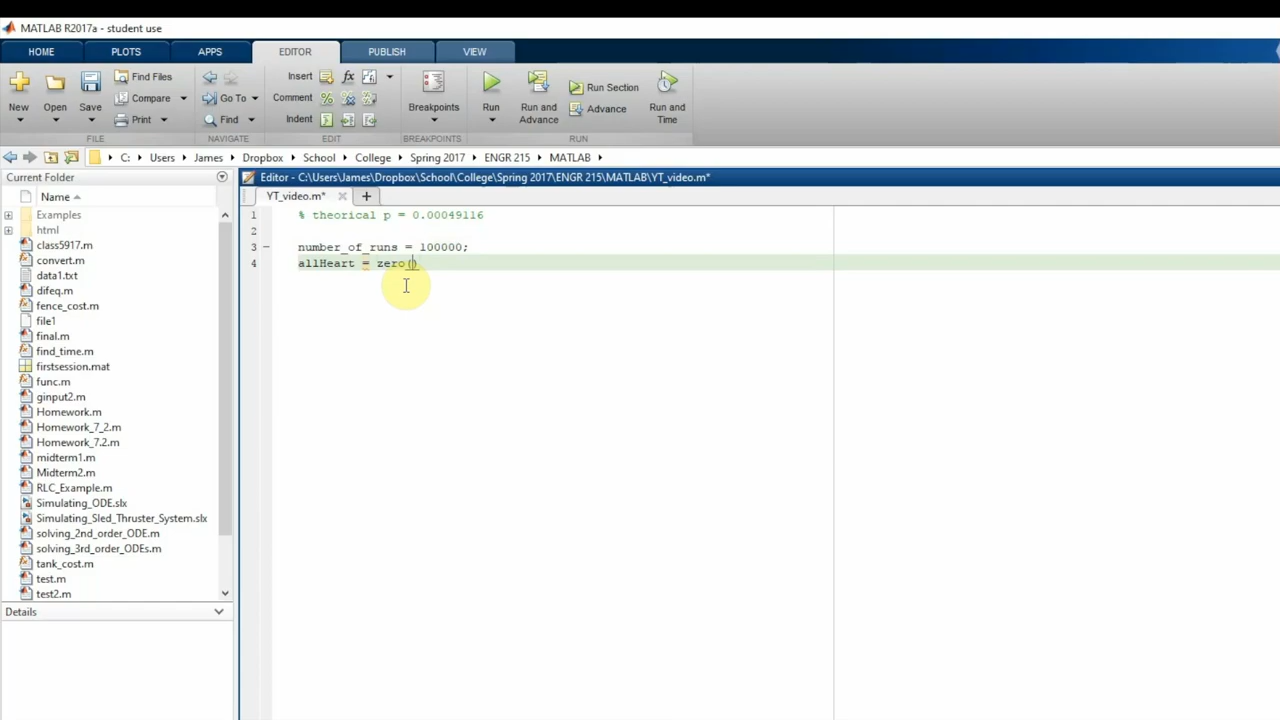 MATLAB R2017a - student use
HOME PLOTS APPS EDITOR PUBLISH VIEW
New Open Save Find Files Compare Print
Go To Find
Insert fx
Comment
Indent
Breakpoints
Run Run and Advance Run Section Advance Run and Time
FILE NAVIGATE EDIT BREAKPOINTS RUN
C: Users James Dropbox School College Spring 2017 ENGR 215 MATLAB
Current Folder
Editor - C:\Users\James\Dropbox\School\College\Spring 2017\ENGR 215\MATLAB\YT_video.m*
Name
YT_video.m*
Examples
html
class5917.m
convert.m
data1.txt
difeq.m
fence_cost.m
file1
final.m
find_time.m
firstsession.mat
func.m
ginput2.m
Homework.m
Homework_7_2.m
Homework_7.2.m
midterm1.m
Midterm2.m
RLC_Example.m
Simulating_ODE.slx
Simulating_Sled_Thruster_System.slx
solving_2nd_order_ODE.m
solving_3rd_order_ODEs.m
tank_cost.m
test.m
test2.m
Details
1 % theorical p = 0.00049116
2
3 number_of_runs = 100000;
4 allHeart = zero()